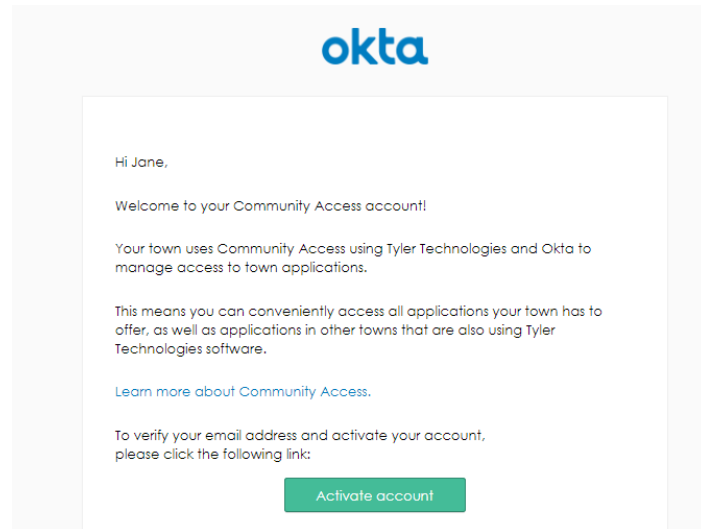 okta
Hi Jane,
Welcome to your Community Access account!
Your town uses Community Access using Tyler Technologies and Okta to
manage access to town applications.
This means you can conveniently access all applications your town has to
offer, as well as applications in other towns that are also using Tyler
Technologies software.
Learn more about Community Access.
To verify your email address and activate your account,
please click the following link:
Activate account